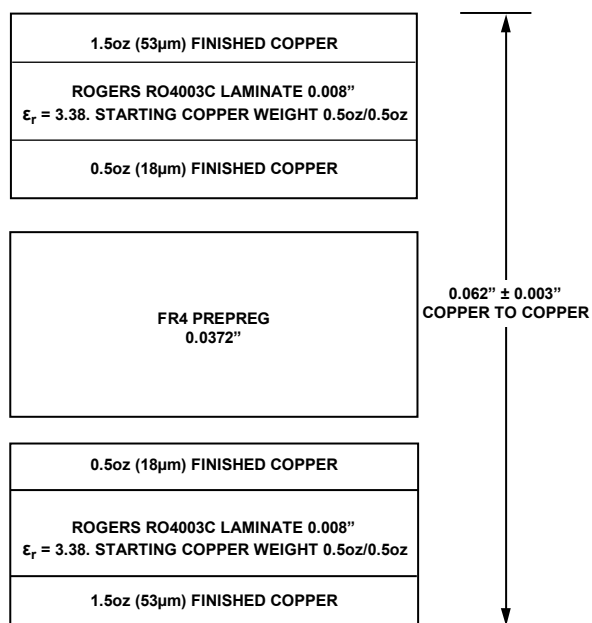 1.5oz (53µm) FINISHED COPPER
ROGERS RO4003C LAMINATE 0.008”
εr = 3.38. STARTING COPPER WEIGHT 0.5oz/0.5oz
0.5oz (18µm) FINISHED COPPER
FR4 PREPREG
0.0372”
0.062” ± 0.003”
COPPER TO COPPER
0.5oz (18µm) FINISHED COPPER
ROGERS RO4003C LAMINATE 0.008”
εr = 3.38. STARTING COPPER WEIGHT 0.5oz/0.5oz
1.5oz (53µm) FINISHED COPPER